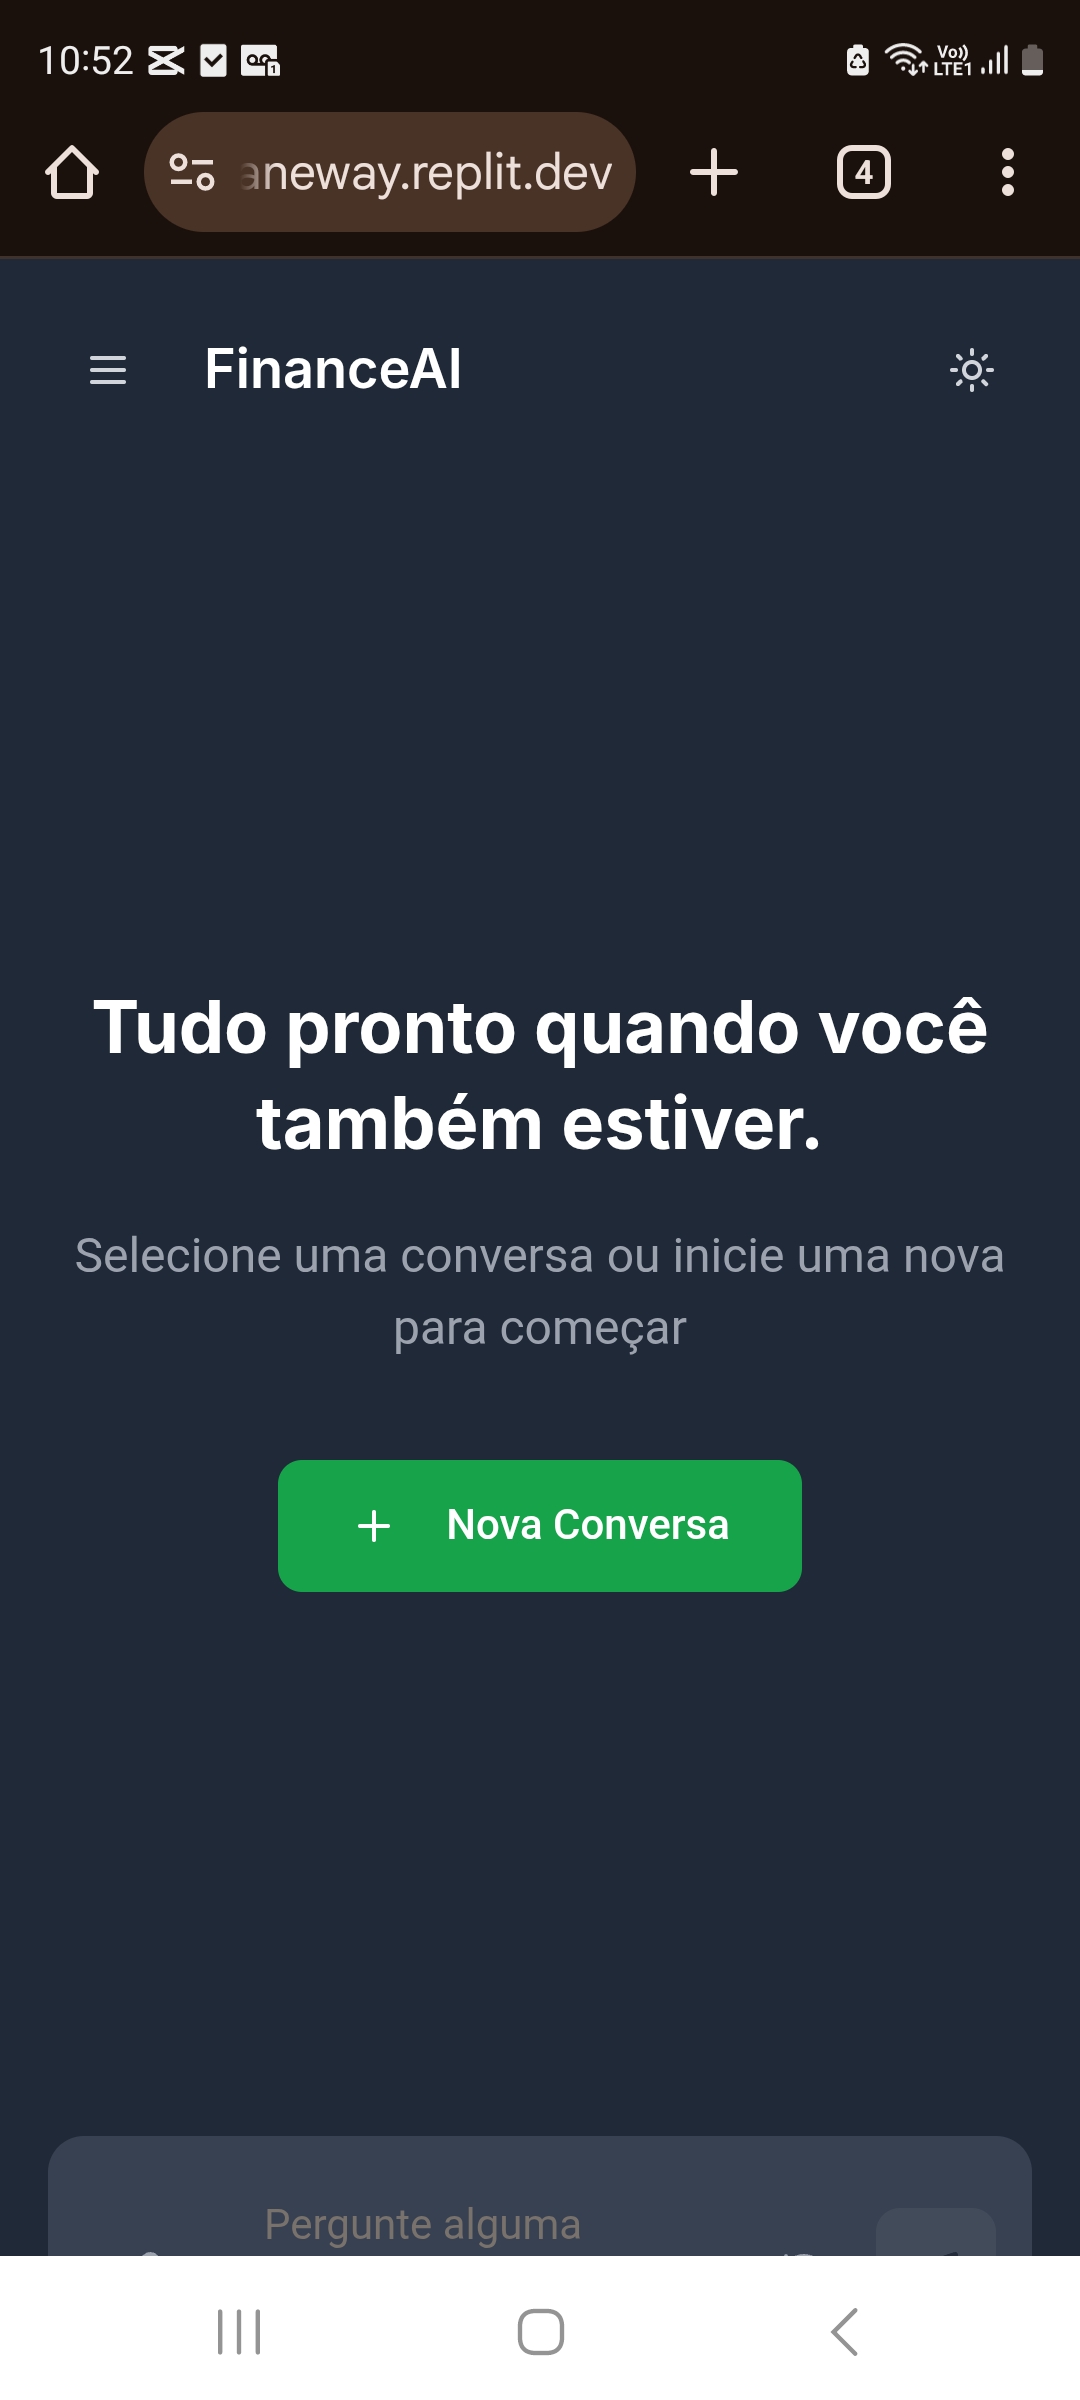 10:52
Vo))
LTE1
aneway.replit.dev
4
FinanceAI
Tudo pronto quando você
também estiver.
Selecione uma conversa ou inicie uma nova
para começar
Nova Conversa
Pergunte alguma